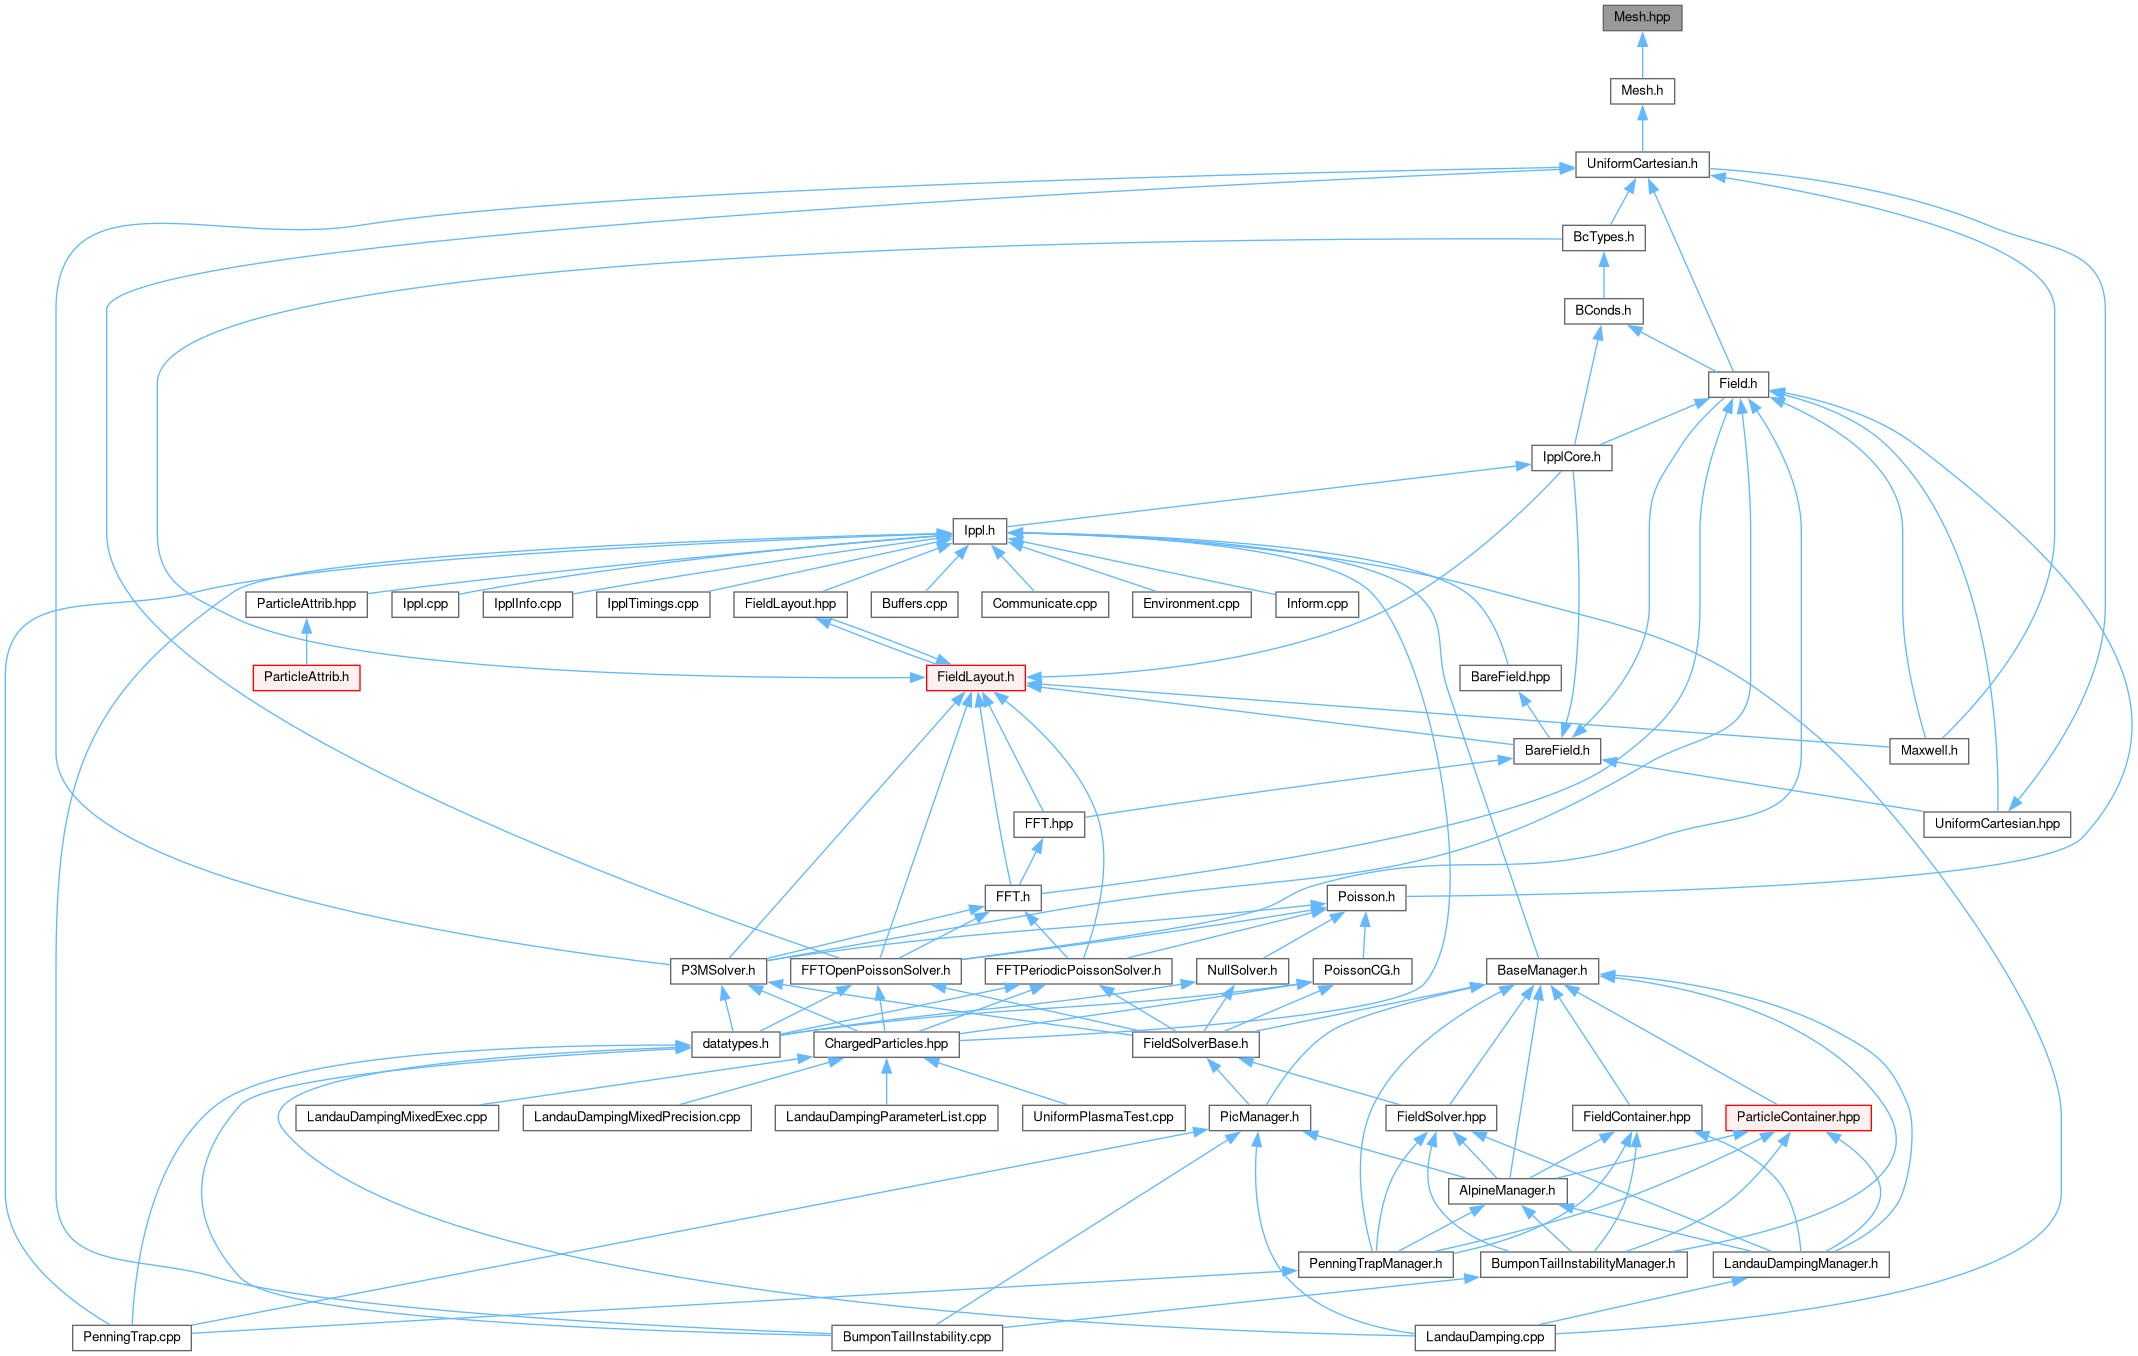 Mesh.hpp
Mesh.h
UniformCartesian.h
BcTypes.h
BConds.h
Field.h
IpplCore.h
Ippl.h
ParticleAttrib.hpp
Ippl.cpp
IpplInfo.cpp
IpplTimings.cpp
FieldLayout.hpp
Buffers.cpp
Communicate.cpp
Environment.cpp
Inform.cpp
ParticleAttrib.h
FieldLayout.h
BareField.hpp
BareField.h
Maxwell.h
FFT.hpp
UniformCartesian.hpp
FFT.h
Poisson.h
P3MSolver.h
FFTOpenPoissonSolver.h
FFTPeriodicPoissonSolver.h
NullSolver.h
PoissonCG.h
BaseManager.h
datatypes.h
ChargedParticles.hpp
FieldSolverBase.h
LandauDampingMixedExec.cpp
LandauDampingMixedPrecision.cpp
LandauDampingParameterList.cpp
UniformPlasmaTest.cpp
PicManager.h
FieldSolver.hpp
FieldContainer.hpp
ParticleContainer.hpp
AlpineManager.h
PenningTrapManager.h
BumponTailInstabilityManager.h
LandauDampingManager.h
PenningTrap.cpp
BumponTailInstability.cpp
LandauDamping.cpp